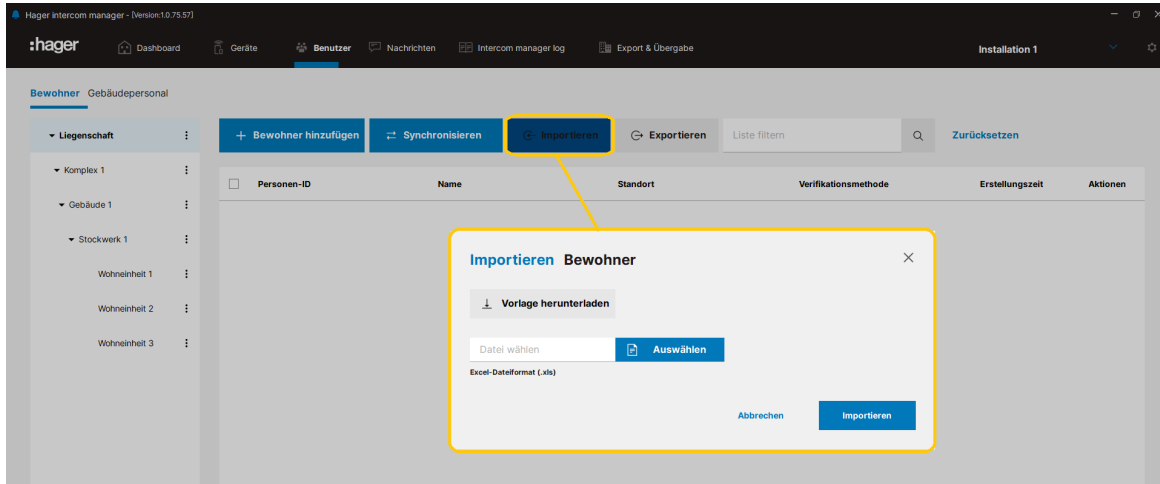 Hager intercom manager - [Version:1.0.75.57]
:hager Dashboard Geräte Benutzer Nachrichten Intercom manager log Export & Übergabe Installation 1
Bewohner Gebäudepersonal
Liegenschaft
Bewohner hinzufügen Synchronisieren Importieren Exportieren Liste filtern Zurücksetzen
Komplex 1
Personen-ID Name Standort Verifikationsmethode Erstellungszeit Aktionen
Gebäude 1
Stockwerk 1
Wohneinheit 1
Wohneinheit 2
Wohneinheit 3
Importieren Bewohner
Vorlage herunterladen
Datei wählen Auswählen
Excel-Dateiformat (.xls)
Abbrechen Importieren